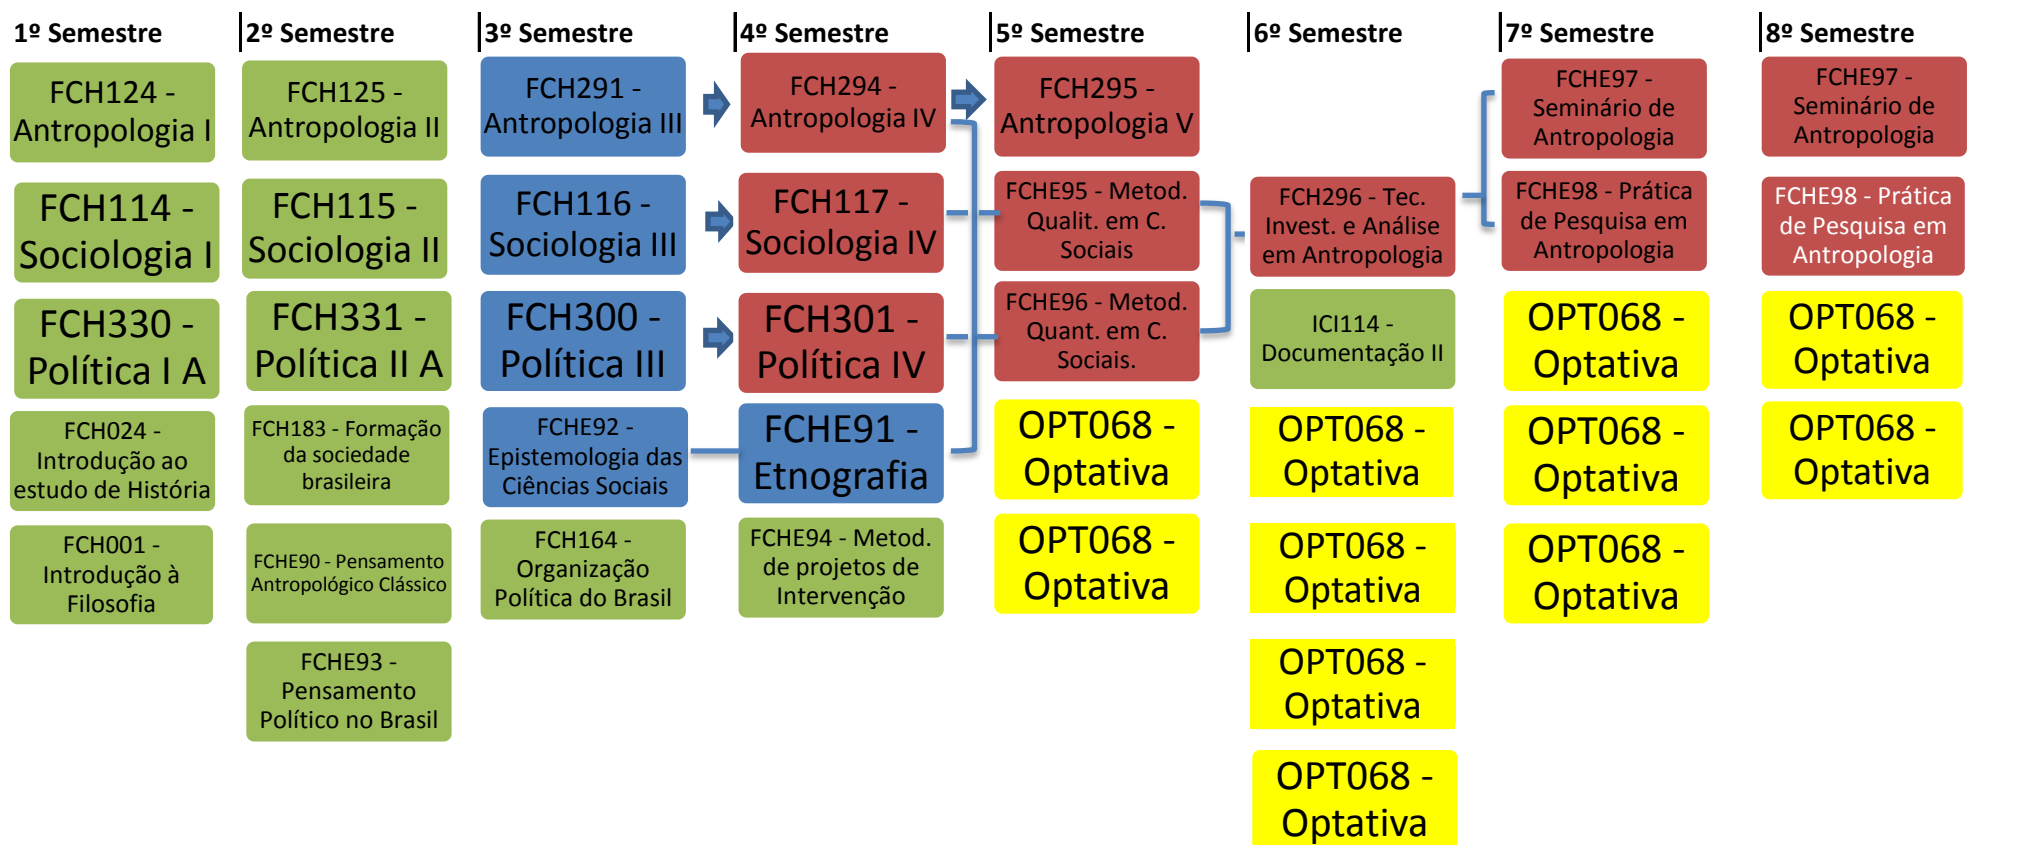 1º Semestre
FCH124 -
Antropologia I
FCH114 -
Sociologia I
FCH330 -
Política I A
FCH024 -
Introdução ao
estudo de História
FCH001 -
Introdução à
Filosofia
2º Semestre
FCH125 -
Antropologia II
FCH115 -
Sociologia II
FCH331 -
Política II A
FCH183 - Formação
da sociedade
brasileira
FCHE90 - Pensamento
Antropológico Clássico
FCHE93 -
Pensamento
Político no Brasil
3º Semestre
FCH291 -
Antropologia III
FCH116 -
Sociologia III
FCH300 -
Política III
FCHE92 -
Epistemologia das
Ciências Sociais
FCH164 -
Organização
Política do Brasil
4º Semestre
FCH294 -
Antropologia IV
FCH117 -
Sociologia IV
FCH301 -
Política IV
FCHE91 -
Etnografia
FCHE94 - Metod.
de projetos de
Intervenção
5º Semestre
FCH295 -
Antropologia V
FCHE95 - Metod.
Qualit. em C.
Sociais
FCHE96 - Metod.
Quant. em C.
Sociais.
OPT068 -
Optativa
OPT068 -
Optativa
6º Semestre
FCH296 - Tec.
Invest. e Análise
em Antropologia
ICI114 -
Documentação II
OPT068 -
Optativa
OPT068 -
Optativa
OPT068 -
Optativa
OPT068 -
Optativa
7º Semestre
FCHE97 -
Seminário de
Antropologia
FCHE98 - Prática
de Pesquisa em
Antropologia
OPT068 -
Optativa
OPT068 -
Optativa
OPT068 -
Optativa
8º Semestre
FCHE97 -
Seminário de
Antropologia
FCHE98 - Prática
de Pesquisa em
Antropologia
OPT068 -
Optativa
OPT068 -
Optativa